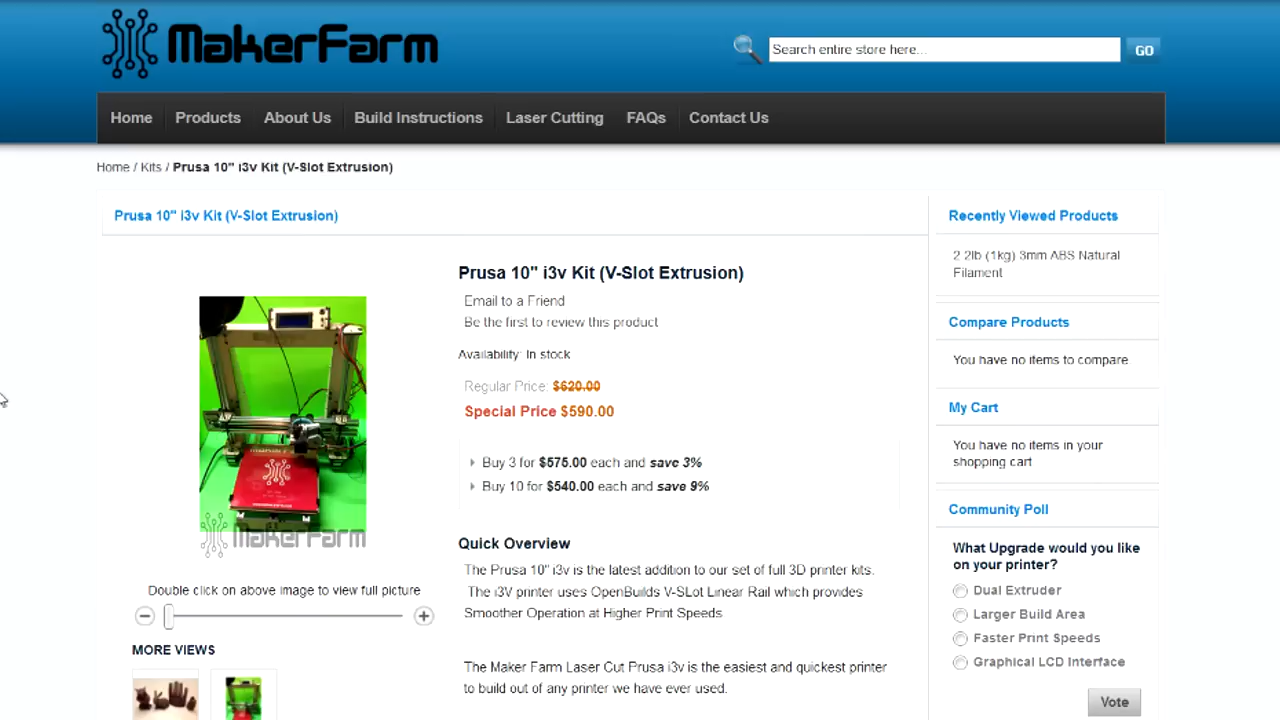 MakerFarm
Search entire store here...
GO
Home
Products
About Us
Build Instructions
Laser Cutting
FAQs
Contact Us
Home / Kits / Prusa 10" i3v Kit (V-Slot Extrusion)
Prusa 10" i3v Kit (V-Slot Extrusion)
MakerFarm
Double click on above image to view full picture
MORE VIEWS
Prusa 10" i3v Kit (V-Slot Extrusion)
Email to a Friend
Be the first to review this product
Availability: In stock
Regular Price: $620.00
Special Price $590.00
Buy 3 for $575.00 each and save 3%
Buy 10 for $540.00 each and save 9%
Quick Overview
The Prusa 10" i3v is the latest addition to our set of full 3D printer kits.
The i3V printer uses OpenBuilds V-SLot Linear Rail which provides
Smoother Operation at Higher Print Speeds
The Maker Farm Laser Cut Prusa i3v is the easiest and quickest printer
to build out of any printer we have ever used.
Recently Viewed Products
2.2lb (1kg) 3mm ABS Natural
Filament
Compare Products
You have no items to compare.
My Cart
You have no items in your
shopping cart.
Community Poll
What Upgrade would you like
on your printer?
Dual Extruder
Larger Build Area
Faster Print Speeds
Graphical LCD Interface
Vote